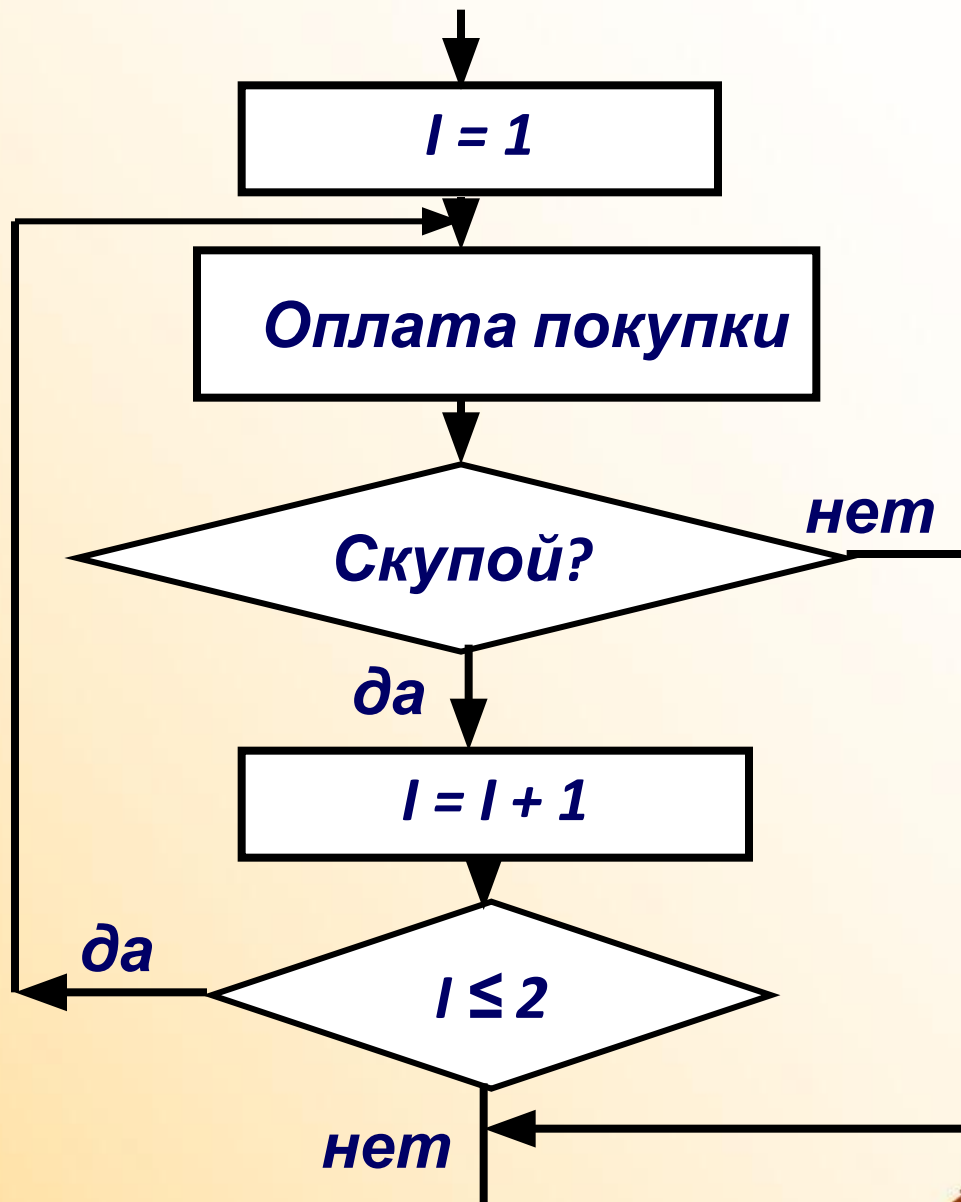 I = 1
Оплата покупки
Скупой?
нет
да
I = I + 1
да
I ≤ 2
нет